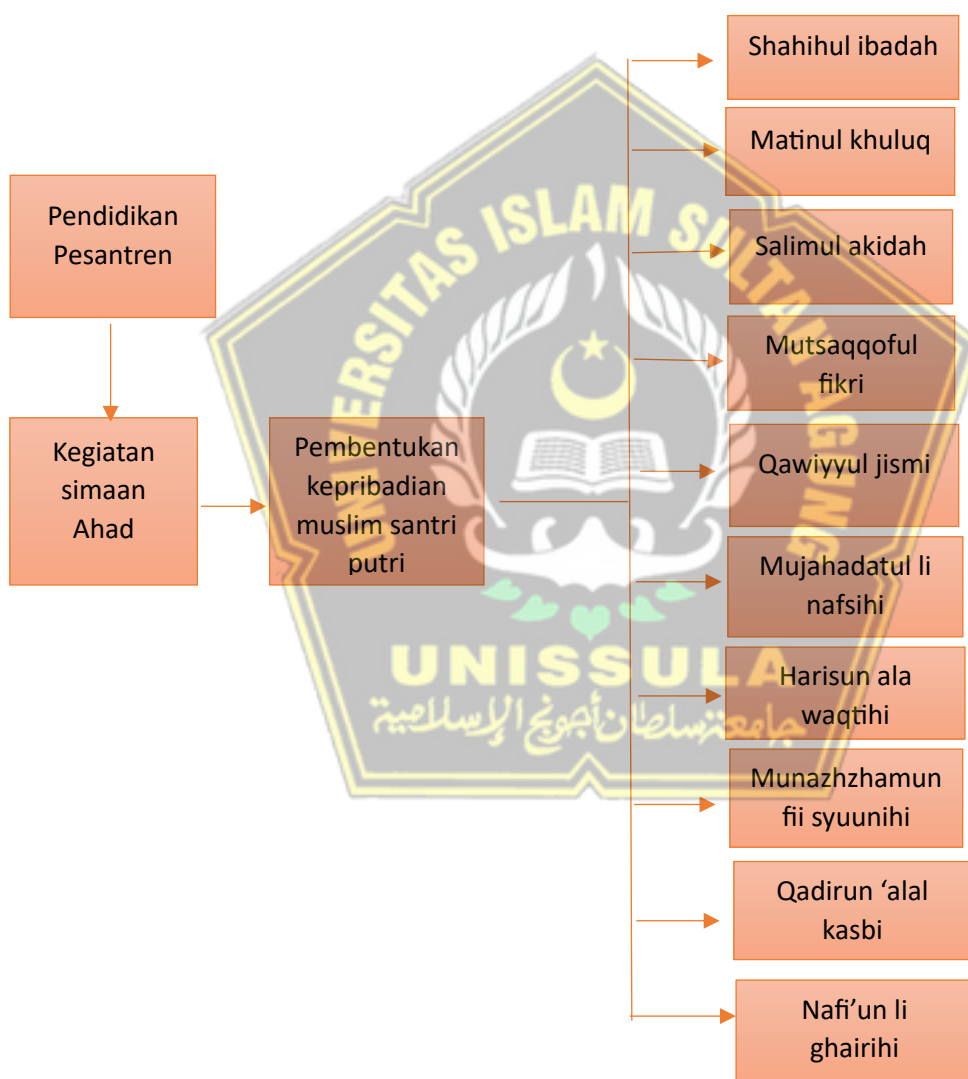 Pendidikan
Pesantren
Kegiatan
simaan
Ahad
Pembentukan
kepribadian
muslim santri
putri
Shahihul ibadah
Matinul khuluq
Salimul akidah
Mutsaqqoful
fikri
Qawiyyul jismi
Mujahadatul li
nafsihi
Harisun ala
waqtihi
Munazhzhamun
fii syuunihi
Qadirun ‘alal
kasbi
Nafi’un li
ghairihi
UNIVERSITAS ISLAM SULTAN AGUNG
UNISSULA
جامعة سلطان أجونج الإسلامية